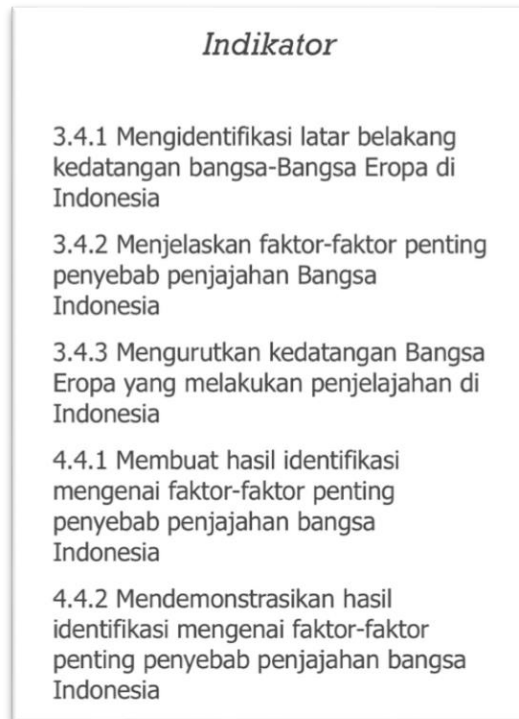 Indikator
3.4.1 Mengidentifikasi latar belakang
kedatangan bangsa-Bangsa Eropa di
Indonesia
3.4.2 Menjelaskan faktor-faktor penting
penyebab penjajahan Bangsa
Indonesia
3.4.3 Mengurutkan kedatangan Bangsa
Eropa yang melakukan penjelajahan di
Indonesia
4.4.1 Membuat hasil identifikasi
mengenai faktor-faktor penting
penyebab penjajahan bangsa
Indonesia
4.4.2 Mendemonstrasikan hasil
identifikasi mengenai faktor-faktor
penting penyebab penjajahan bangsa
Indonesia